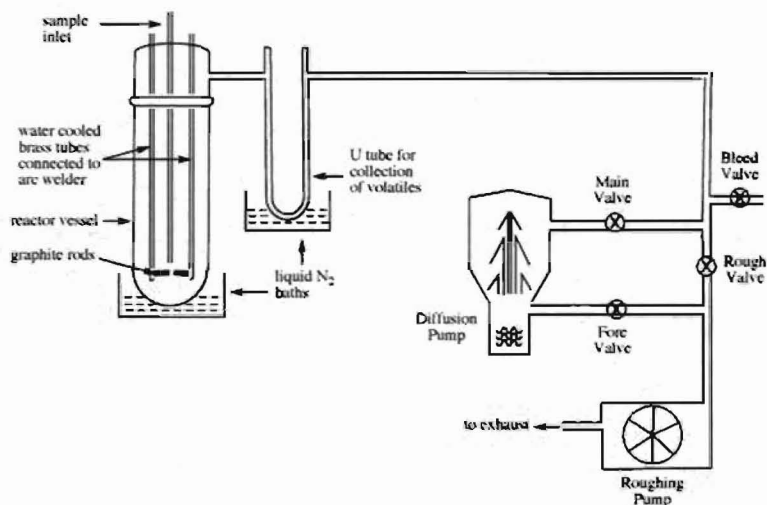 sample
inlet
water cooled
brass tubes
connected to
arc welder
reactor vessel
graphite rods
U tube for
collection
of volatiles
liquid N₂
baths
Main
Valve
Bleed
Valve
Rough
Valve
Diffusion
Pump
Fore
Valve
to exhaust
Roughing
Pump